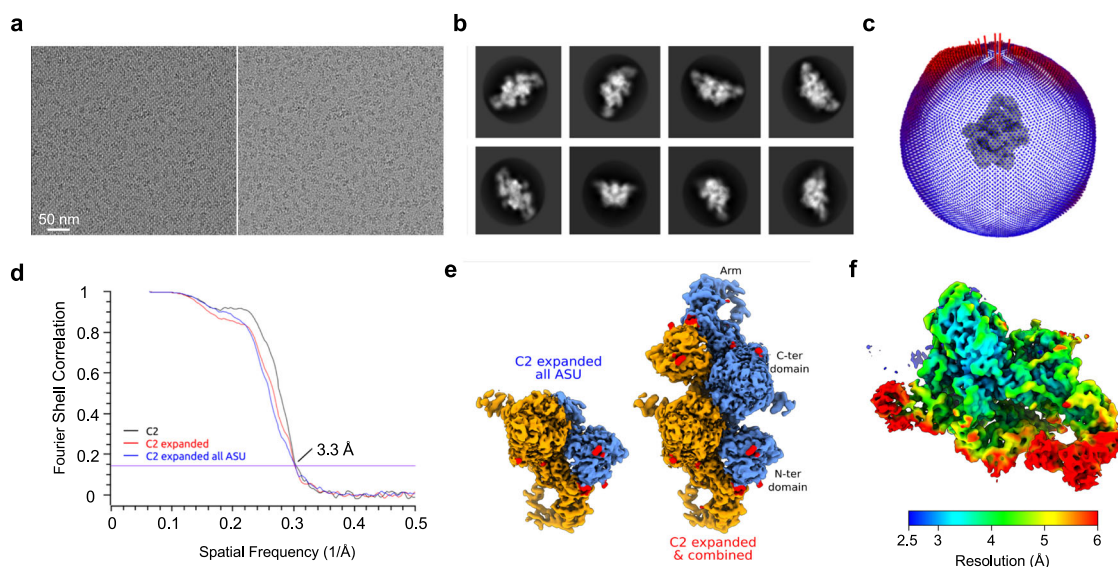 a
50 nm
b
c
d
Fourier Shell Correlation
1
0.8
0.6
0.4
0.2
0
C2
C2 expanded
C2 expanded all ASU
3.3 Å
0
0.1
0.2
0.3
0.4
0.5
Spatial Frequency (1/Å)
e
Arm
C2 expanded
all ASU
C-ter
domain
N-ter
domain
C2 expanded
& combined
f
2.5
3
4
5
6
Resolution (Å)